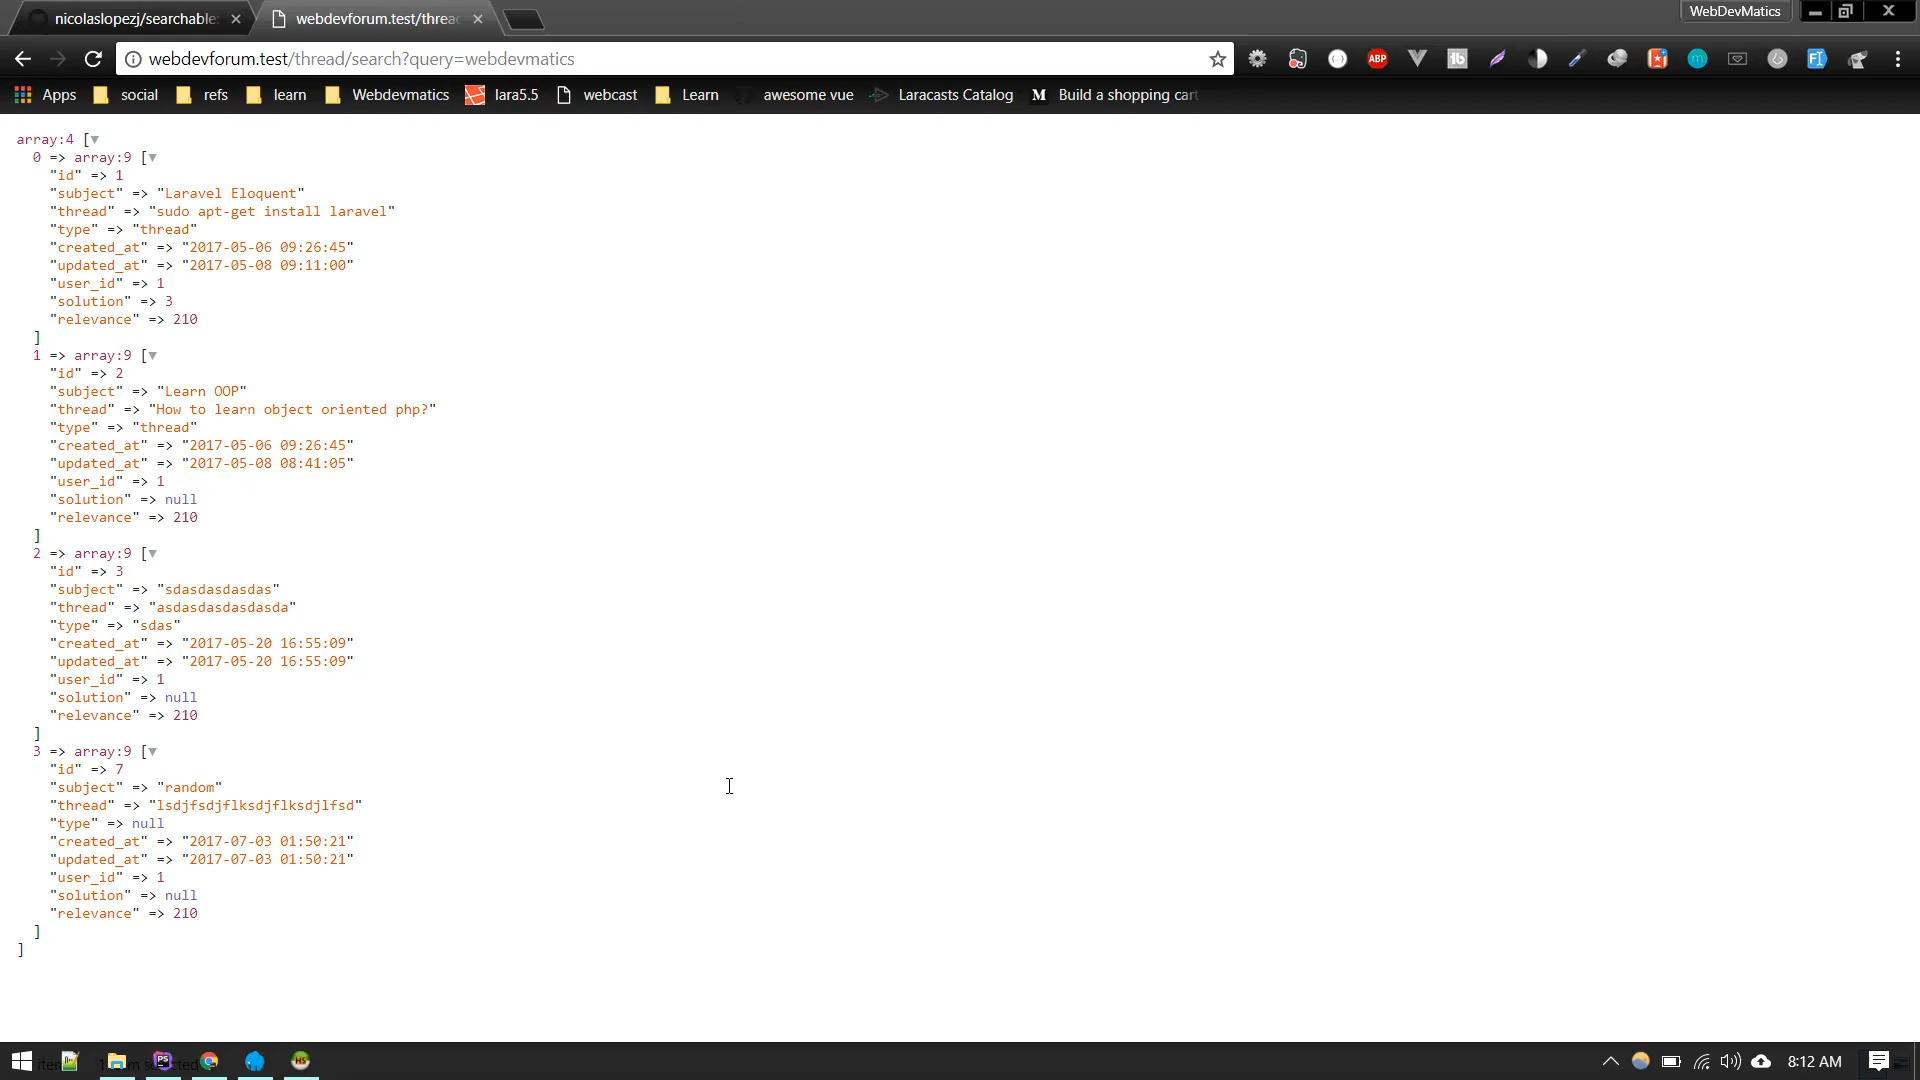 nicolaslopezj/searchable:
webdevforum.test/threa
WebDevMatics
webdevforum.test/thread/search?query=webdevmatics
ABP
Apps social refs learn Webdevmatics lara5.5 webcast Learn awesome vue Laracasts Catalog M Build a shopping cart
array:4 [▼
0 => array:9 [▼
"id" => 1
"subject" => "Laravel Eloquent"
"thread" => "sudo apt-get install laravel"
"type" => "thread"
"created_at" => "2017-05-06 09:26:45"
"updated_at" => "2017-05-08 09:11:00"
"user_id" => 1
"solution" => 3
"relevance" => 210
]
1 => array:9 [▼
"id" => 2
"subject" => "Learn OOP"
"thread" => "How to learn object oriented php?"
"type" => "thread"
"created_at" => "2017-05-06 09:26:45"
"updated_at" => "2017-05-08 08:41:05"
"user_id" => 1
"solution" => null
"relevance" => 210
]
2 => array:9 [▼
"id" => 3
"subject" => "sdasdasdasdas"
"thread" => "asdasdasdasdasda"
"type" => "sdas"
"created_at" => "2017-05-20 16:55:09"
"updated_at" => "2017-05-20 16:55:09"
"user_id" => 1
"solution" => null
"relevance" => 210
]
3 => array:9 [▼
"id" => 7
"subject" => "random"
"thread" => "lsdjfsdjflksdjflksdjlfsd"
"type" => null
"created_at" => "2017-07-03 01:50:21"
"updated_at" => "2017-07-03 01:50:21"
"user_id" => 1
"solution" => null
"relevance" => 210
]
]
PS
HS
8:12 AM